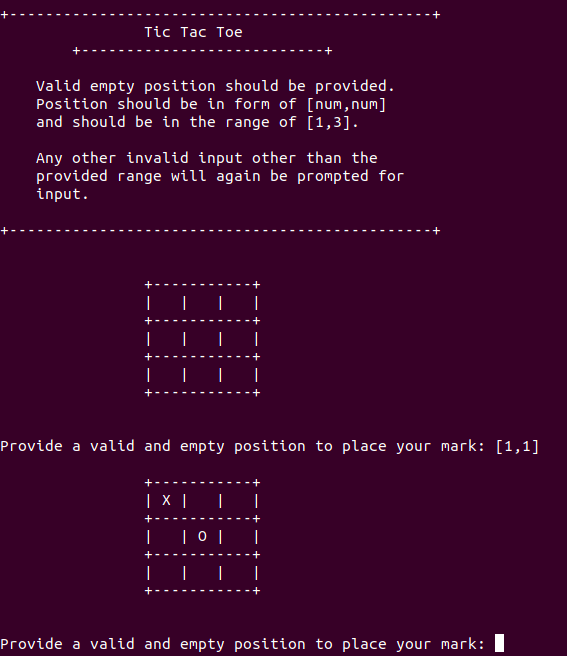 +-----------------------------------------------+
Tic Tac Toe
+---------------------------+
Valid empty position should be provided.
Position should be in form of [num,num]
and should be in the range of [1,3].
Any other invalid input other than the
provided range will again be prompted for
input.
+-----------------------------------------------+
+-----------+
|   |   |   |
+-----------+
|   |   |   |
+-----------+
|   |   |   |
+-----------+
Provide a valid and empty position to place your mark: [1,1]
+-----------+
| X |   |   |
+-----------+
|   | O |   |
+-----------+
|   |   |   |
+-----------+
Provide a valid and empty position to place your mark: